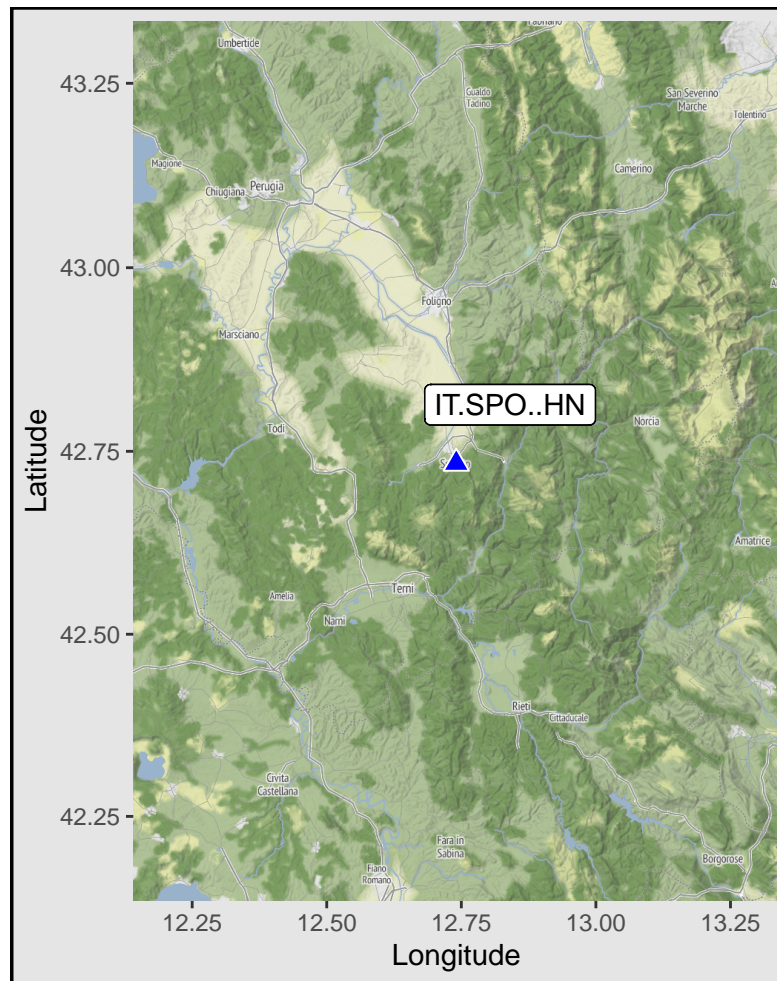 Fabriano
Umbertide
43.25
Gualdo
Tadino
San Severino
Marche
Tolentino
Magione
Camerino
Chiugiana
Perugia
43.00
Foligno
Marsciano
IT.SPO..HN
Norcia
Todi
42.75
Latitude
Amatrice
Terni
Amelia
Narni
42.50
Rieti
Cittaducale
Civita
Castellana
42.25
Fara in
Sabina
Borgorose
Fiano
Romano
12.25 12.50 12.75 13.00 13.25
Longitude